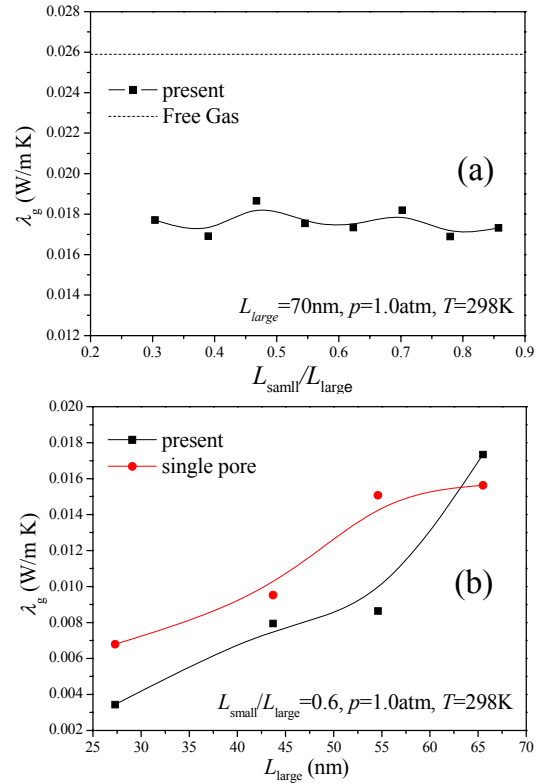 0.028
0.026
0.024
0.022
0.020
0.018
0.016
0.014
0.012
λg (W/m K)
present
Free Gas
(a)
Llarge=70nm, p=1.0atm, T=298K
0.2 0.3 0.4 0.5 0.6 0.7 0.8 0.9
Lsamll/Llarge
0.020
0.018
0.016
0.014
0.012
0.010
0.008
0.006
0.004
0.002
λg (W/m K)
present
single pore
(b)
Lsmall/Llarge=0.6, p=1.0atm, T=298K
25 30 35 40 45 50 55 60 65 70
Llarge (nm)